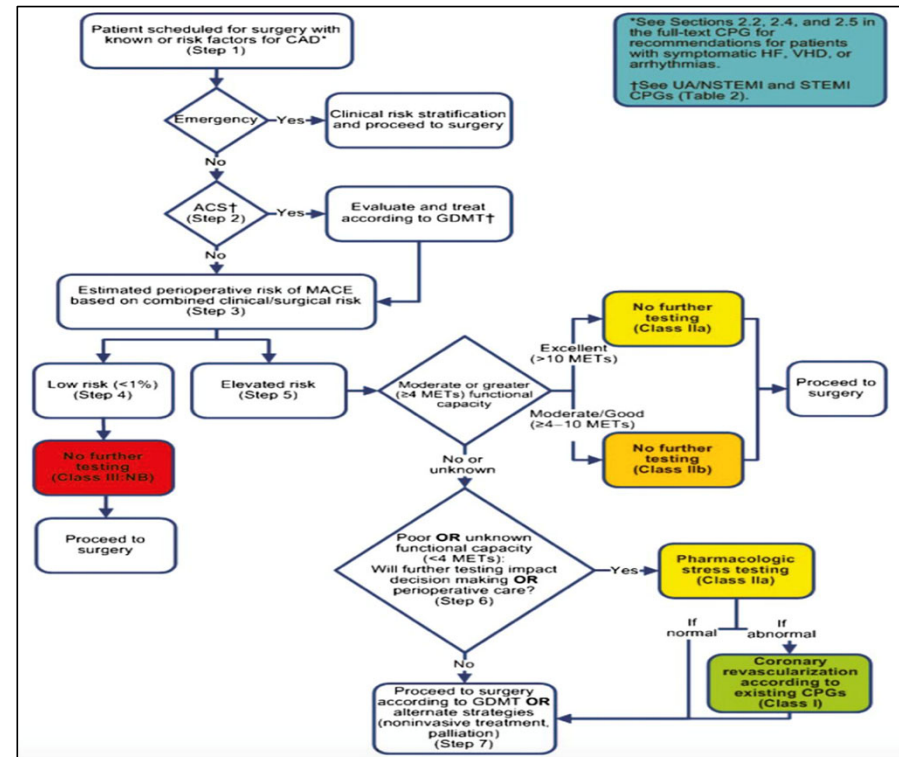 Patient scheduled for surgery with
known or risk factors for CAD*
(Step 1)
*See Sections 2.2, 2.4, and 2.5 in
the full-text CPG for
recommendations for patients
with symptomatic HF, VHD, or
arrhythmias.
†See UA/NSTEMI and STEMI
CPGs (Table 2).
Emergency
Yes
Clinical risk stratification
and proceed to surgery
No
ACS†
(Step 2)
Yes
Evaluate and treat
according to GDMT†
No
Estimated perioperative risk of MACE
based on combined clinical/surgical risk
(Step 3)
Low risk (<1%)
(Step 4)
Elevated risk
(Step 5)
Moderate or greater
(≥4 METs) functional
capacity
Excellent
(>10 METs)
No further
testing
(Class IIa)
Moderate/Good
(≥4–10 METs)
No further
testing
(Class IIb)
Proceed to
surgery
No further
testing
(Class III:NB)
Proceed to
surgery
No or
unknown
Poor OR unknown
functional capacity
(<4 METs):
Will further testing impact
decision making OR
perioperative care?
(Step 6)
Yes
Pharmacologic
stress testing
(Class IIa)
If
normal
If
abnormal
Coronary
revascularization
according to
existing CPGs
(Class I)
No
Proceed to surgery
according to GDMT OR
alternate strategies
(noninvasive treatment,
palliation)
(Step 7)